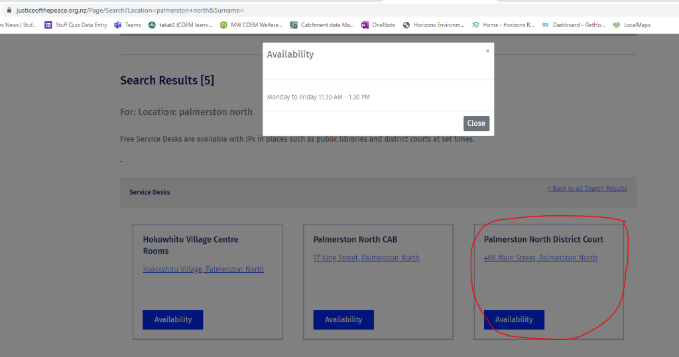 justiceofthepeace.org.nz/Page/Search?Location=palmerston+north&Surname=
es News | Stuf... Stuff Quiz Data Entry Teams takatū (CDEM learni... MW CDEM Welfare... Catchment data Ma... OneNote Horizons Environm... Home - Horizons R... Dashboard - GetHo... LocalMaps
Availability
×
Monday to Friday 11.30 AM - 1.30 PM
Close
Search Results [5]
For: Location: palmerston north
Free Service Desks are available with JPs in places such as public libraries and district courts at set times.
Service Desks
< Back to all Search Results
Hokowhitu Village Centre
Rooms
Hokowhitu Village, Palmerston North
Availability
Palmerston North CAB
77 King Street, Palmerston North
Availability
Palmerston North District Court
486 Main Street, Palmerston North
Availability